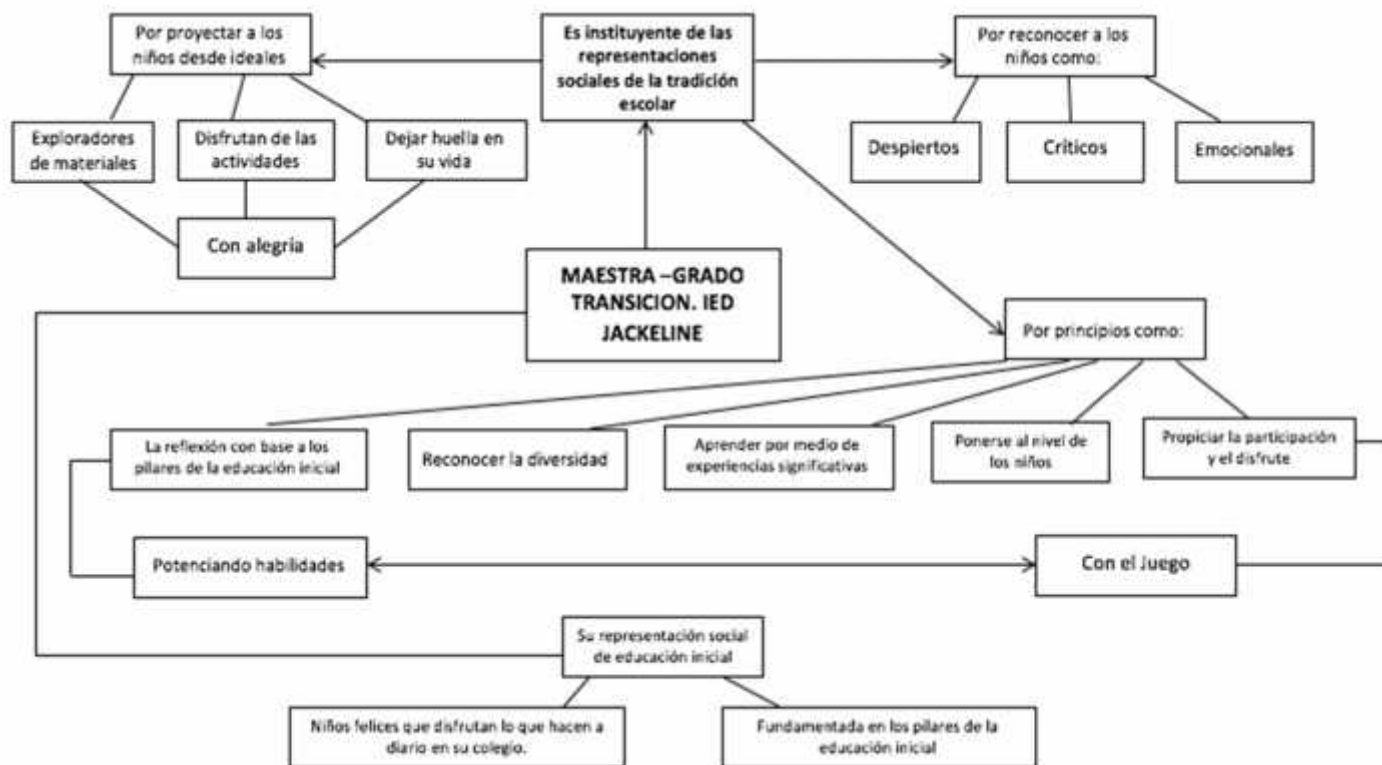 Por proyectar a los
niños desde ideales
Es instituyente de las
representaciones
sociales de la tradición
escolar
Por reconocer a los
niños como:
Exploradores
de materiales
Disfrutan de las
actividades
Dejar huella en
su vida
Despiertos
Críticos
Emocionales
Con alegría
MAESTRA –GRADO
TRANSICION. IED
JACKELINE
Por principios como:
La reflexión con base a los
pilares de la educación inicial
Reconocer la diversidad
Aprender por medio de
experiencias significativas
Ponerse al nivel de
los niños
Propiciar la participación
y el disfrute
Potenciando habilidades
Con el Juego
Su representación social
de educación inicial
Niños felices que disfrutan lo que hacen a
diario en su colegio.
Fundamentada en los pilares de la
educación inicial